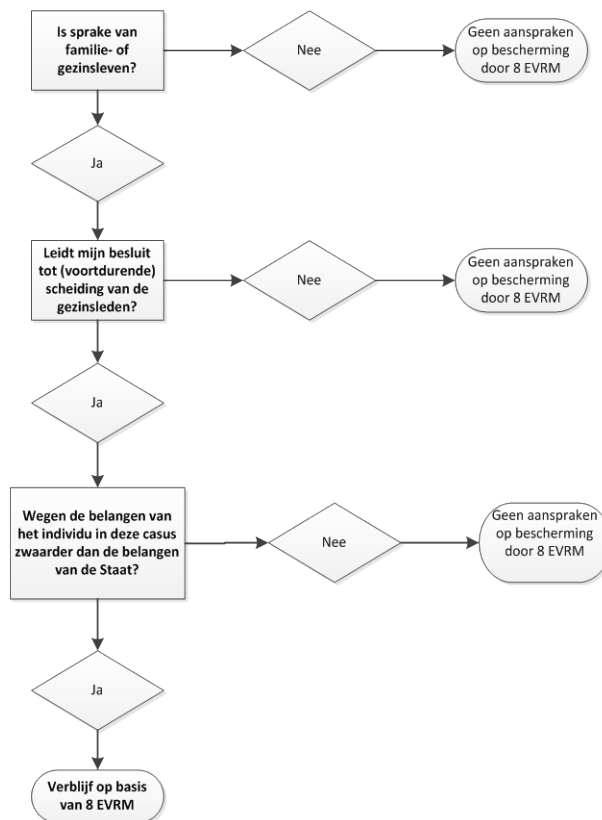 Is sprake van
familie- of
gezinsleven?
Nee
Geen aanspraken
op bescherming
door 8 EVRM
Ja
Leidt mijn besluit
tot (voortdurende)
scheiding van de
gezinsleden?
Nee
Geen aanspraken
op bescherming
door 8 EVRM
Ja
Wegen de belangen van
het individu in deze casus
zwaarder dan de belangen
van de Staat?
Nee
Geen aanspraken
op bescherming
door 8 EVRM
Ja
Verblijf op basis
van 8 EVRM